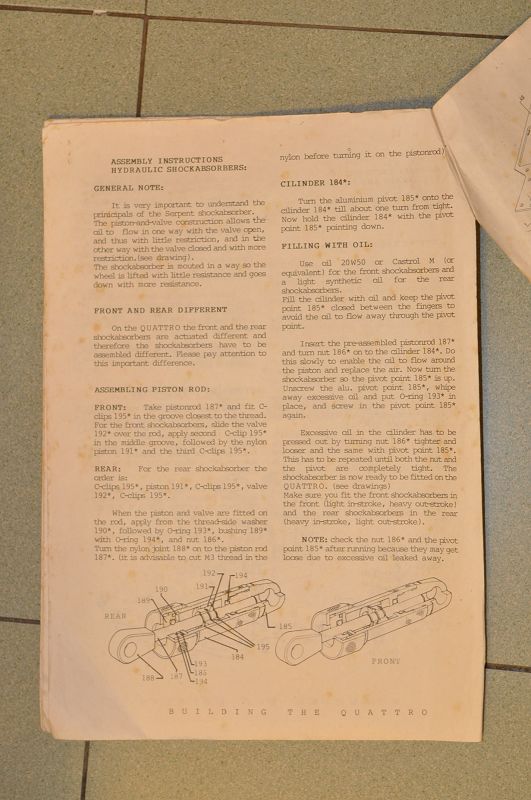 ASSEMBLY INSTRUCTIONS
HYDRAULIC SHOCKABSORBERS:
GENERAL NOTE:
It is very important to understand the
prinicipals of the Serpent shockabsorber.
The piston-and-valve construction allows the
oil to flow in one way with the valve open,
and thus with little restriction, and in the
other way with the valve closed and with more
restriction.(see drawing).
The shockabsorber is mouted in a way so the
wheel is lifted with little resistance and goes
down with more resistance.
FRONT AND REAR DIFFERENT
On the QUATTRO the front and the rear
shockabsorbers are actuated different and
therefore the shockabsorbers have to be
assembled different. Please pay attention to
this important difference.
ASSEMBLING PISTON ROD:
FRONT: Take pistonrod 187* and fit C-
clips 195* in the groove closest to the thread.
For the front shockabsorbers, slide the valve
192* over the rod, apply second C-clip 195*
in the middle groove, followed by the nylon
piston 191* and the third C-clips 195*.
REAR: For the rear shockabsorber the
order is:
C-clips 195*, piston 191*, C-clips 195*, valve
192*, C-clips 195*.
When the piston and valve are fitted on
the rod, apply from the thread-side washer
190*, followed by O-ring 193*, bushing 189*
with O-ring 194*, and nut 186*.
Turn the nylon joint 188* on to the piston rod
187*. (it is advisable to cut M3 thread in the
nylon before turning it on the pistonrod)
CILINDER 184*:
Turn the aluminium pivot 185* onto the
cilinder 184* till about one turn from tight.
Now hold the cilinder 184* with the pivot
point 185* pointing down.
FILLING WITH OIL:
Use oil 20W50 or Castrol M (or
equivalent) for the front shockabsorbers and
a light synthetic oil for the rear
shockabsorbers.
Fill the cilinder with oil and keep the pivot
point 185* closed between the fingers to
avoid the oil to flow away through the pivot
point.
Insert the pre-assembled pistonrod 187*
and turn nut 186* on to the cilinder 184*. Do
this slowly to enable the oil to flow around
the piston and replace the air. Now turn the
shockabsorber so the pivot point 185* is up.
Unscrew the alu. pivot point 185*, whipe
away excessive oil and put O-ring 193* in
place, and screw in the pivot point 185*
again.
Excessive oil in the cilinder has to be
pressed out by turning nut 186* tighter and
looser and the same with pivot point 185*.
This has to be repeated until both the nut and
the pivot are completely tight. The
shockabsorber is now ready to be fitted on the
QUATTRO. (see drawings)
Make sure you fit the front shockabsorbers in
the front (light in-stroke, heavy out-stroke)
and the rear shockabsorbers in the rear
(heavy in-stroke, light out-stroke).
NOTE: check the nut 186* and the pivot
point 185* after running because they may get
loose due to excessive oil leaked away.
192
194
191
190
189
REAR
185
195
184
193
186
194
187
188
FRONT
BUILDING THE QUATTRO